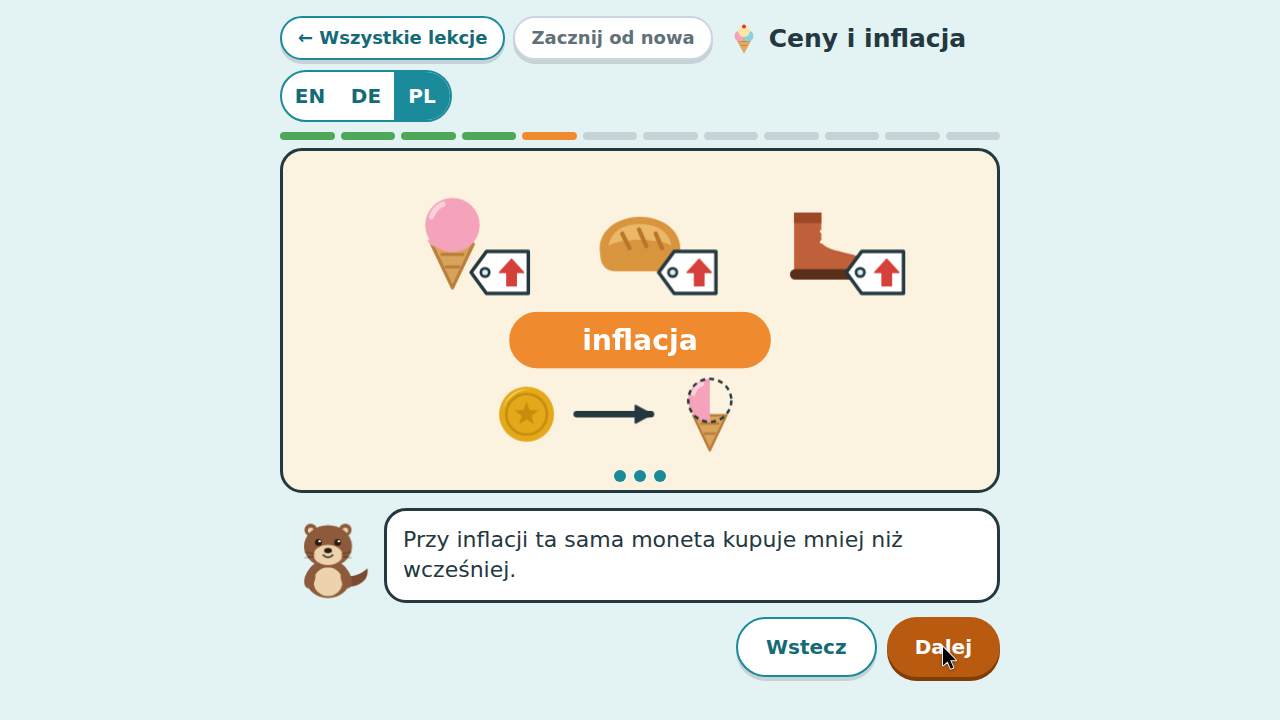 ← Wszystkie lekcje
Zacznij od nowa
Ceny i inflacja
EN DE PL
inflacja
Przy inflacji ta sama moneta kupuje mniej niż
wcześniej.
Wstecz
Dalej